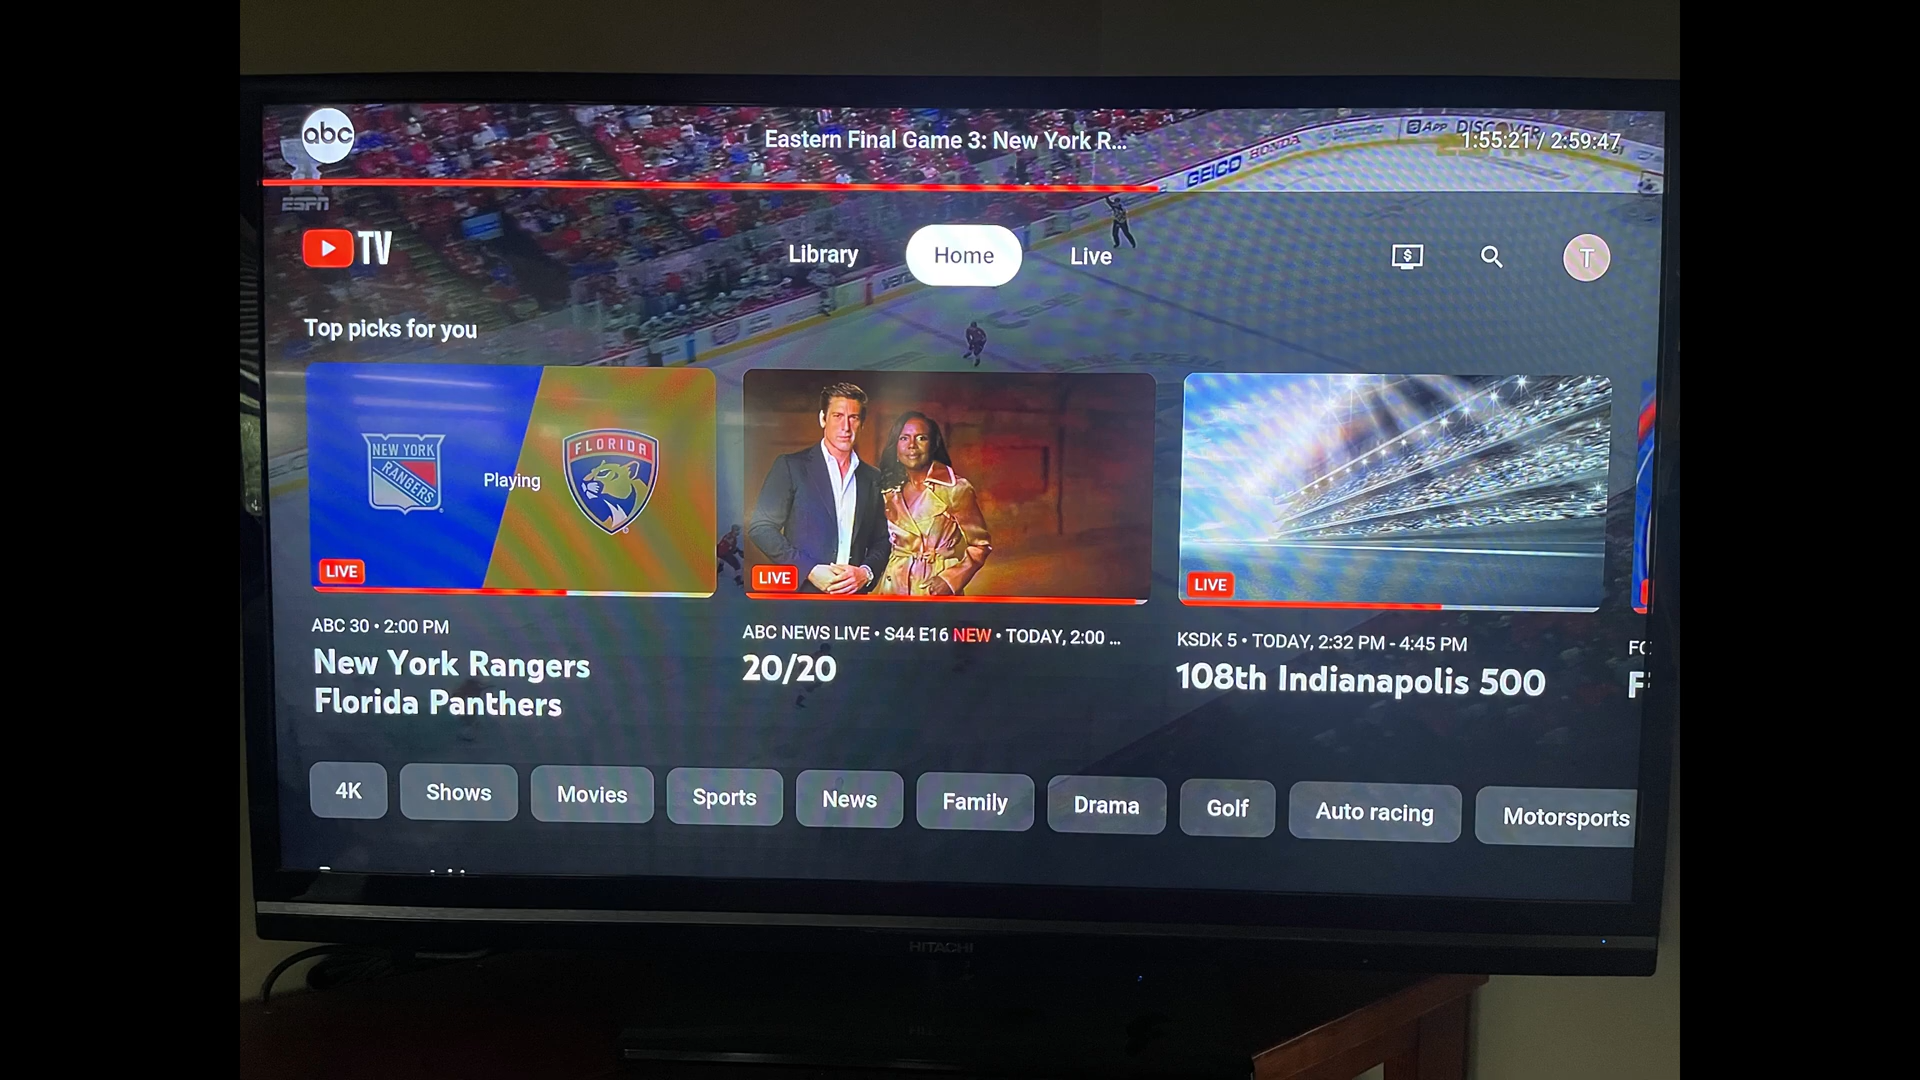 abc
Eastern Final Game 3: New York R...
1:55:21 / 2:59:47
APP DISCOVER
GEICO
HONDA
ESPN
TV
Library
Home
Live
$
T
Top picks for you
NEW YORK
RANGERS
Playing
FLORIDA
LIVE
LIVE
LIVE
ABC 30 • 2:00 PM
New York Rangers
Florida Panthers
ABC NEWS LIVE • S44 E16 NEW • TODAY, 2:00 ...
20/20
KSDK 5 • TODAY, 2:32 PM - 4:45 PM
108th Indianapolis 500
4K
Shows
Movies
Sports
News
Family
Drama
Golf
Auto racing
Motorsports
HITACHI